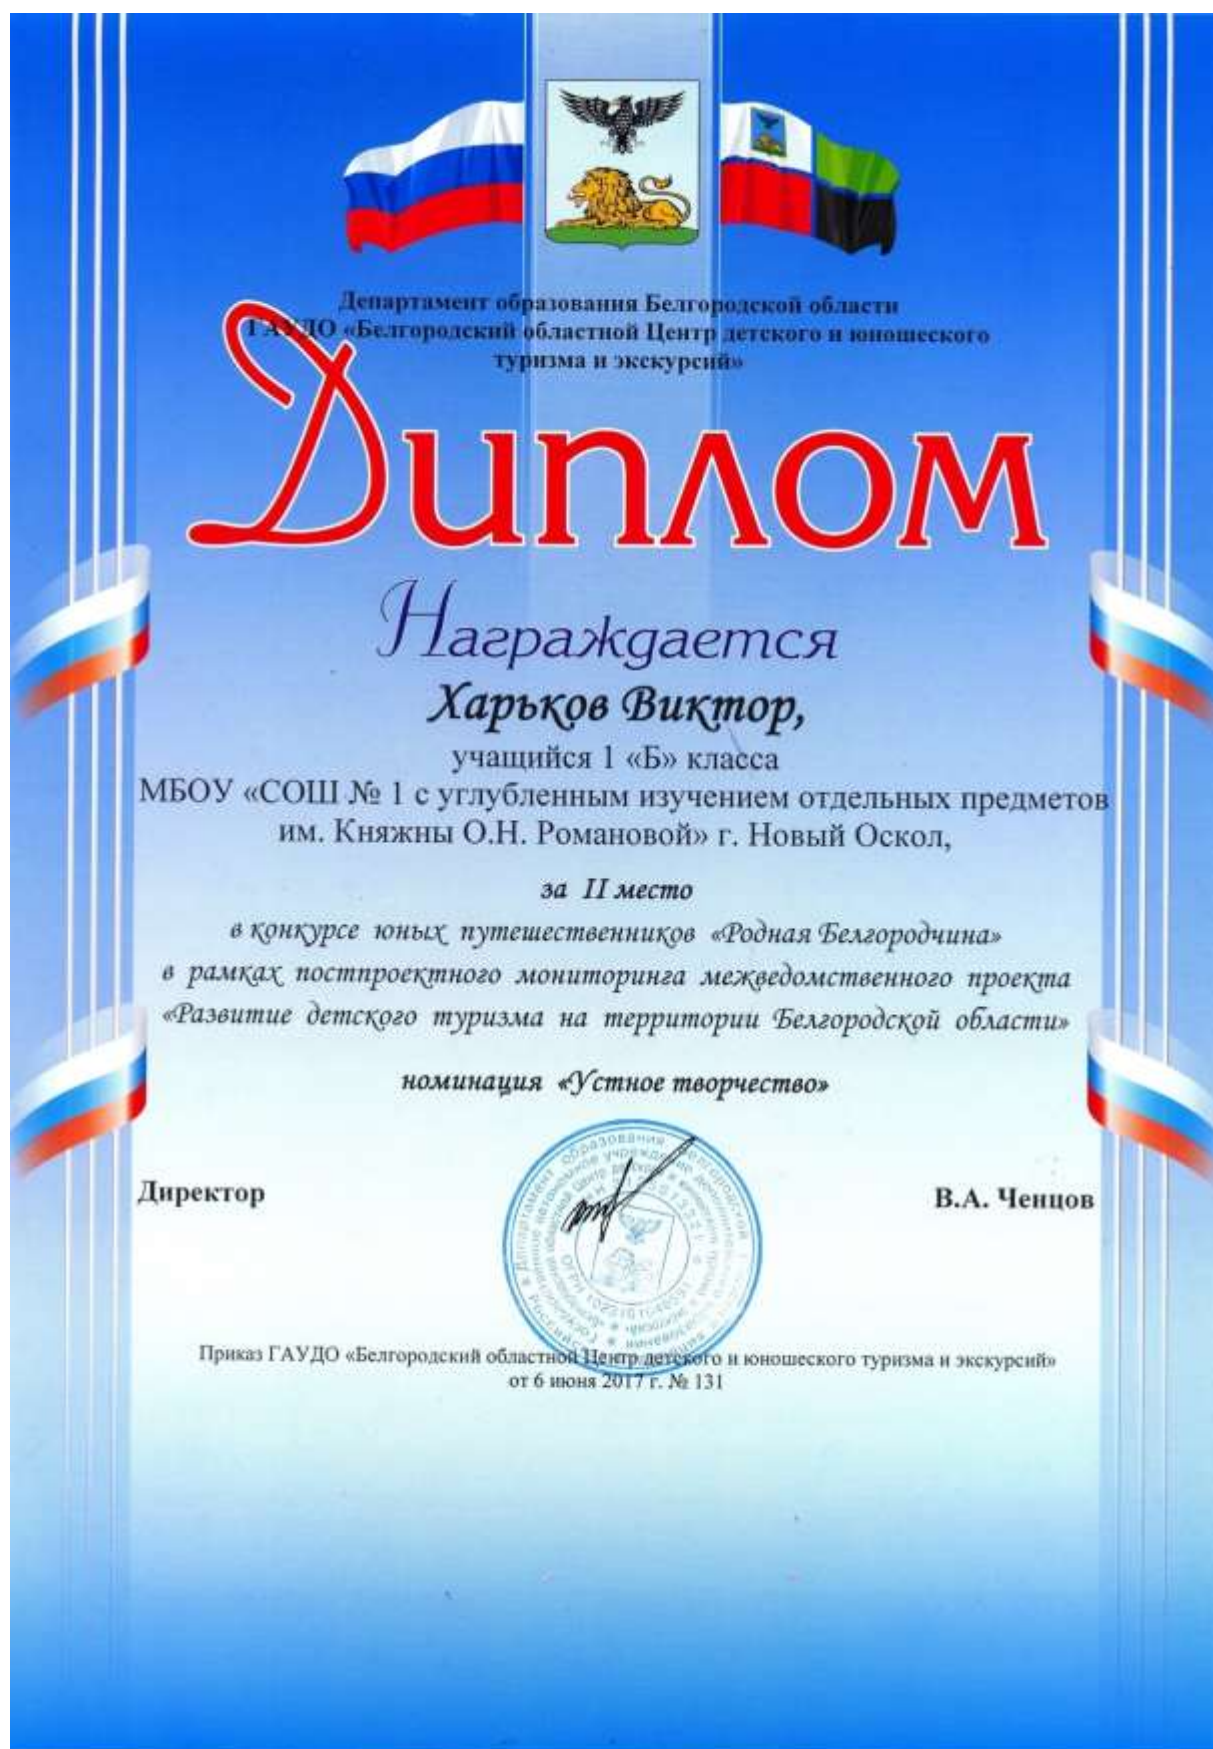 Департамент образования Белгородской области
ГАУДО «Белгородский областной Центр детского и юношеского
туризма и экскурсий»
Диплом
Награждается
Харьков Виктор,
учащийся 1 «Б» класса
МБОУ «СОШ № 1 с углубленным изучением отдельных предметов
им. Княжны О.Н. Романовой» г. Новый Оскол,
за II место
в конкурсе юных путешественников «Родная Белгородчина»
в рамках постпроектного мониторинга межведомственного проекта
«Развитие детского туризма на территории Белгородской области»
номинация «Устное творчество»
Директор
В.А. Ченцов
Приказ ГАУДО «Белгородский областной Центр детского и юношеского туризма и экскурсий»
от 6 июня 2017 г. № 131